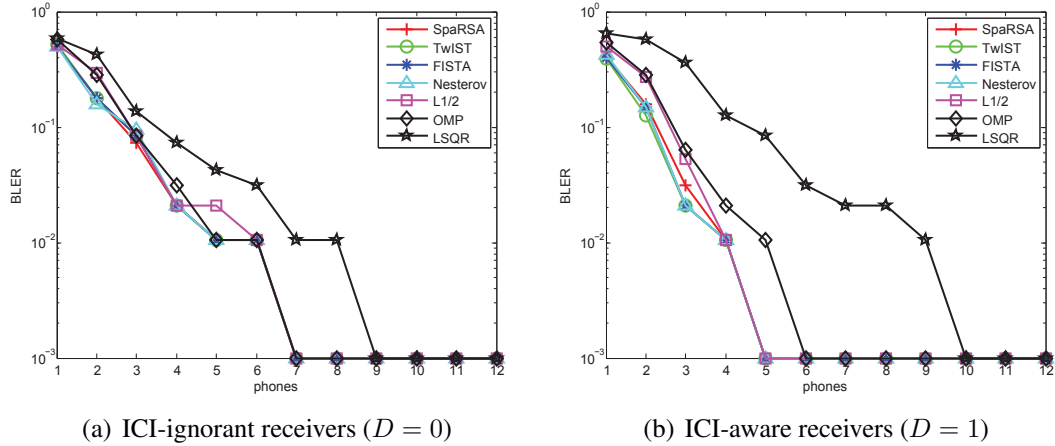 10^0
10^-1
10^-2
10^-3
BLER
1 2 3 4 5 6 7 8 9 10 11 12
phones
SpaRSA
TwIST
FISTA
Nesterov
L1/2
OMP
LSQR
(a) ICI-ignorant receivers (D = 0)
10^0
10^-1
10^-2
10^-3
BLER
1 2 3 4 5 6 7 8 9 10 11 12
phones
SpaRSA
TwIST
FISTA
Nesterov
L1/2
OMP
LSQR
(b) ICI-aware receivers (D = 1)